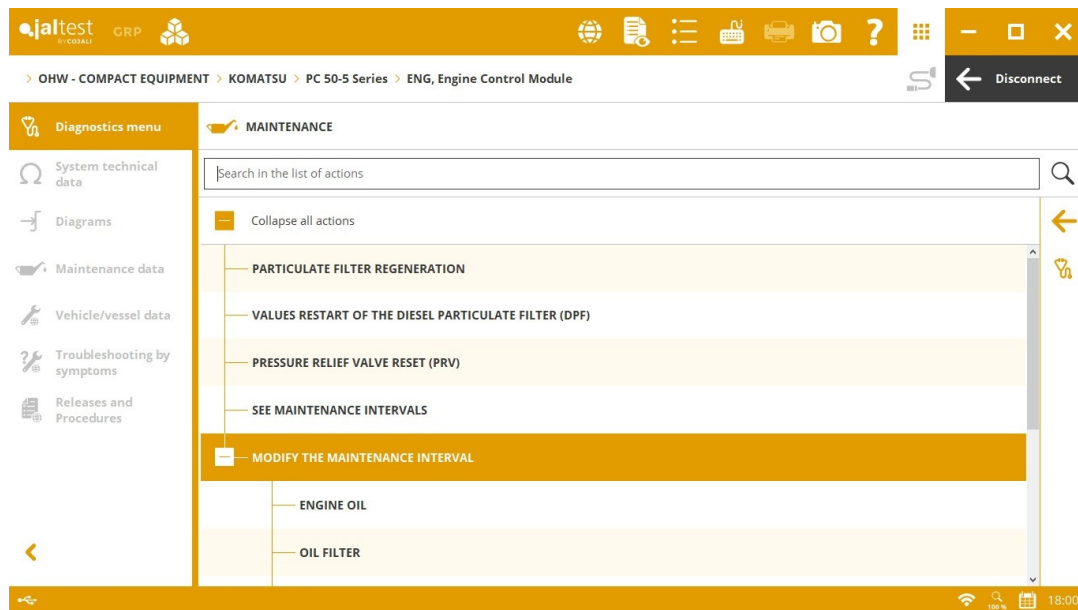 jaltest GRP
BY COJALI
> OHW - COMPACT EQUIPMENT > KOMATSU > PC 50-5 Series > ENG, Engine Control Module
Disconnect
Diagnostics menu
System technical
data
Diagrams
Maintenance data
Vehicle/vessel data
Troubleshooting by
symptoms
Releases and
Procedures
MAINTENANCE
Search in the list of actions
Collapse all actions
PARTICULATE FILTER REGENERATION
VALUES RESTART OF THE DIESEL PARTICULATE FILTER (DPF)
PRESSURE RELIEF VALVE RESET (PRV)
SEE MAINTENANCE INTERVALS
MODIFY THE MAINTENANCE INTERVAL
ENGINE OIL
OIL FILTER
100 %
18:00